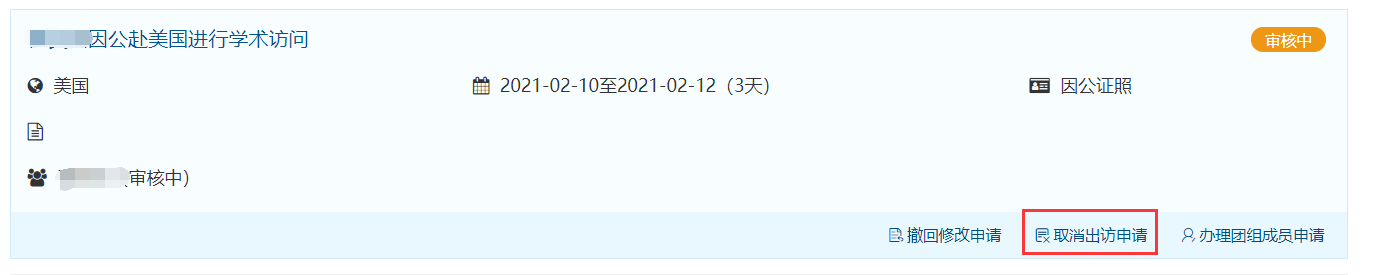 因公赴美国进行学术访问
审核中
美国
2021-02-10至2021-02-12（3天）
因公证照
审核中）
撤回修改申请
取消出访申请
办理团组成员申请